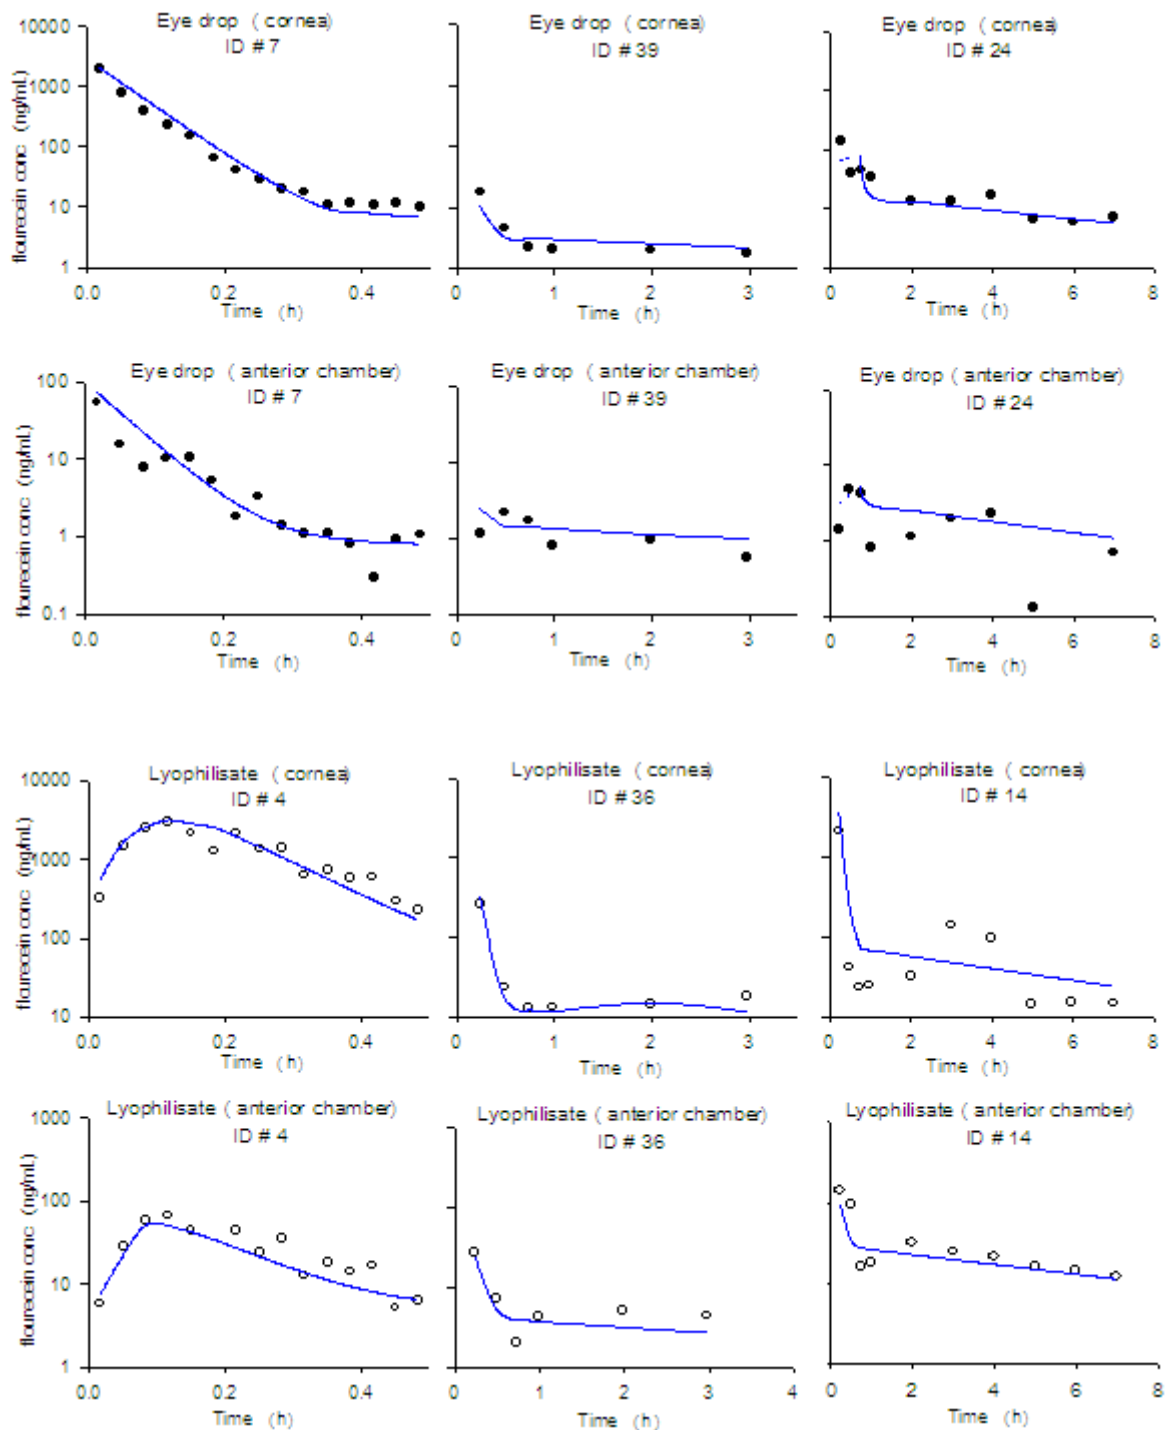 Eye drop (cornea)
ID # 7
Eye drop (cornea)
ID # 39
Eye drop (cornea)
ID # 24
flourecein conc (ng/mL)
10000
1000
100
10
1
0.0 0.2 0.4
Time (h)
0 1 2 3
Time (h)
0 2 4 6 8
Time (h)
Eye drop (anterior chamber)
ID # 7
Eye drop (anterior chamber)
ID # 39
Eye drop (anterior chamber)
ID # 24
flourecein conc (ng/mL)
100
10
1
0.1
0.0 0.2 0.4
Time (h)
0 1 2 3
Time (h)
0 2 4 6 8
Time (h)
Lyophilisate (cornea)
ID # 4
Lyophilisate (cornea)
ID # 36
Lyophilisate (cornea)
ID # 14
flourecein conc (ng/mL)
10000
1000
100
10
0.0 0.2 0.4
Time (h)
0 1 2 3
Time (h)
0 2 4 6 8
Time (h)
Lyophilisate (anterior chamber)
ID # 4
Lyophilisate (anterior chamber)
ID # 36
Lyophilisate (anterior chamber)
ID # 14
flourecein conc (ng/mL)
1000
100
10
1
0.0 0.2 0.4
Time (h)
0 1 2 3 4
Time (h)
0 2 4 6 8
Time (h)